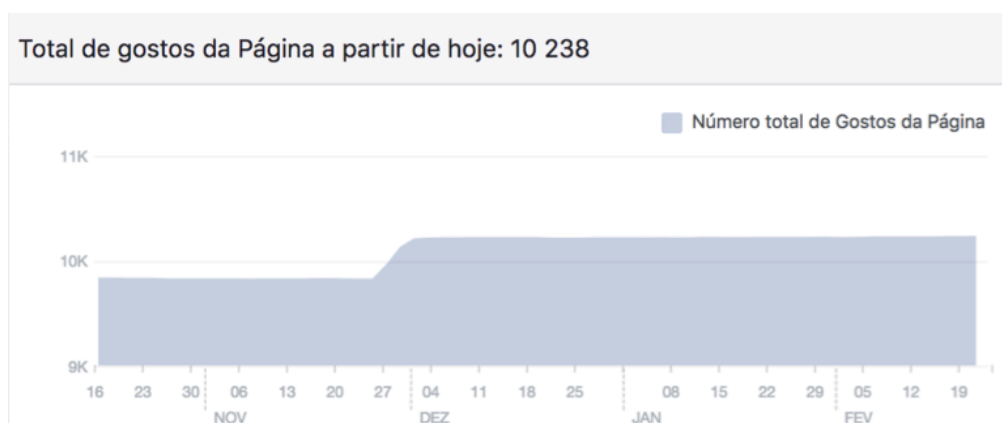 Total de gostos da Página a partir de hoje: 10 238
Número total de Gostos da Página
11K
10K
9K
16 23 30 06 13 20 27 04 11 18 25 08 15 22 29 05 12 19
NOV DEZ JAN FEV